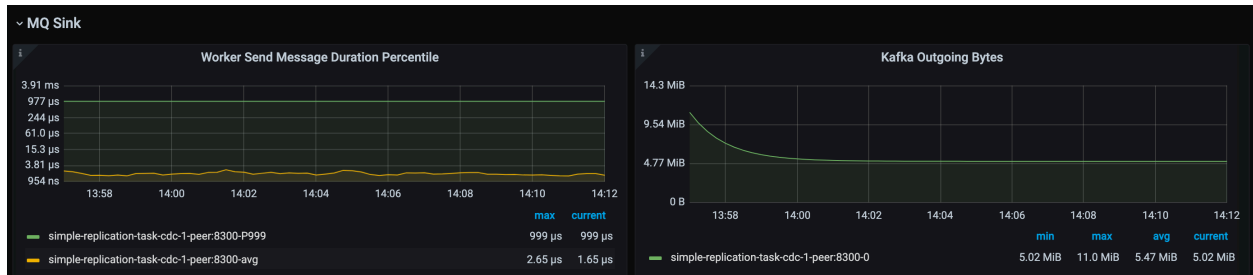 MQ Sink
i
Worker Send Message Duration Percentile
3.91 ms
977 µs
244 µs
61.0 µs
15.3 µs
3.81 µs
954 ns
13:58 14:00 14:02 14:04 14:06 14:08 14:10 14:12
max current
simple-replication-task-cdc-1-peer:8300-P999 999 µs 999 µs
simple-replication-task-cdc-1-peer:8300-avg 2.65 µs 1.65 µs
i
Kafka Outgoing Bytes
14.3 MiB
9.54 MiB
4.77 MiB
0 B
13:58 14:00 14:02 14:04 14:06 14:08 14:10 14:12
min max avg current
simple-replication-task-cdc-1-peer:8300-0 5.02 MiB 11.0 MiB 5.47 MiB 5.02 MiB